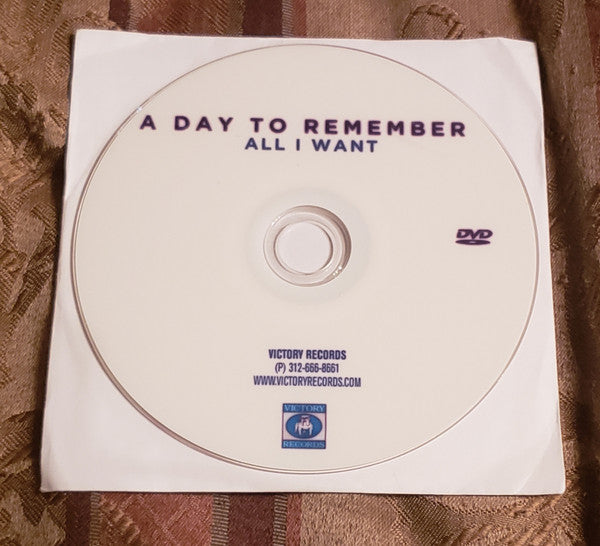 A DAY TO REMEMBER
ALL I WANT
DVD
VICTORY RECORDS
(P) 312-666-8661
WWW.VICTORYRECORDS.COM
VICTORY
RECORDS